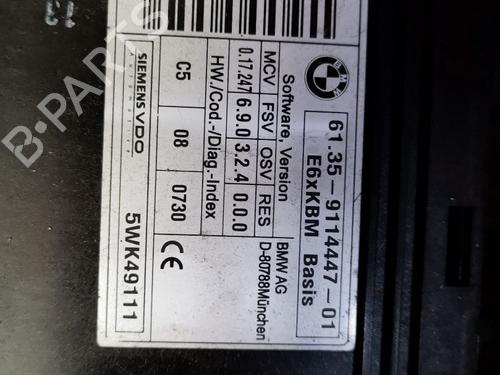 BMW
61.35-9114447-01
E6xKBM Basis
Software, Version
MCV FSV OSV RES
0.17.247 6.9.0 3.2.4 0.0.0
HW./Cod.-/Diag.-Index
C5 08 0730
BMW AG
D-80788München
SIEMENS VDO
Automotive
5WK49111
B-PARTS